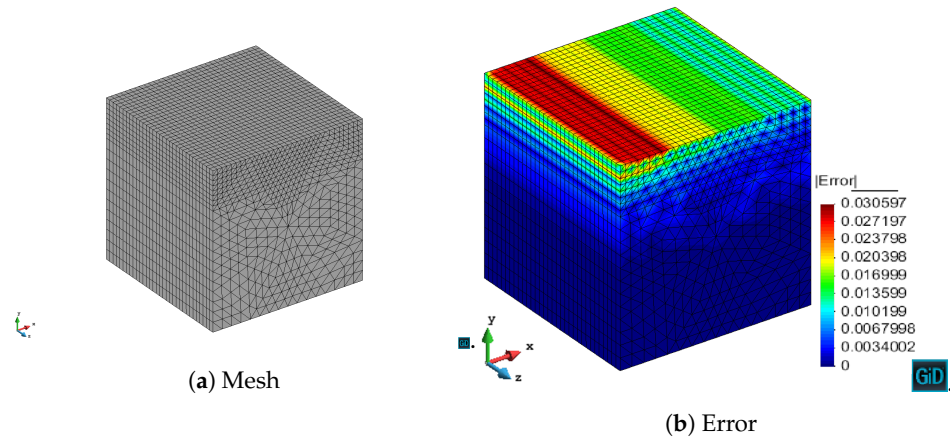 |Error|
0.030597
0.027197
0.023798
0.020398
0.016999
0.013599
0.010199
0.0067998
0.0034002
0
y
x
z
y
x
z
GiD
GiD
(a) Mesh
(b) Error